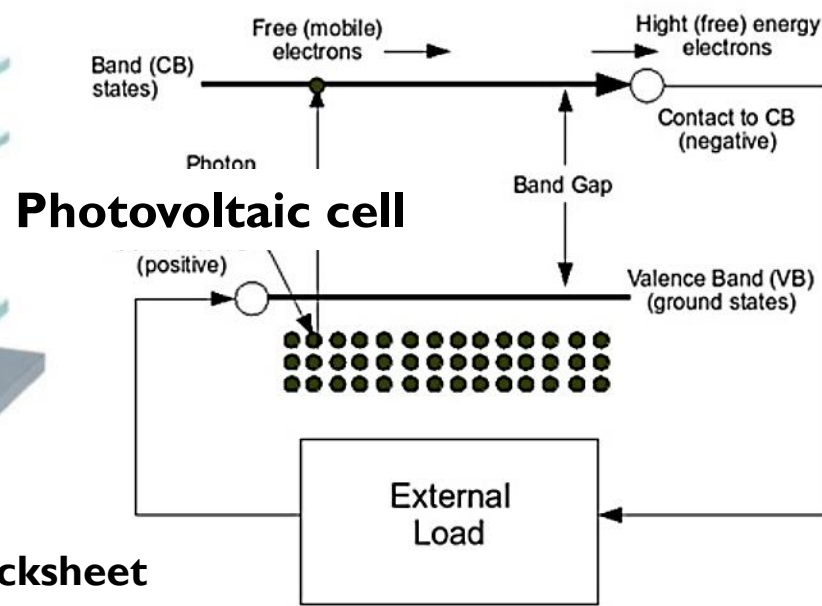 Free (mobile)
electrons
Hight (free) energy
electrons
Band (CB)
states)
Contact to CB
(negative)
Photon
Band Gap
Photovoltaic cell
(positive)
Valence Band (VB)
(ground states)
External
Load
cksheet